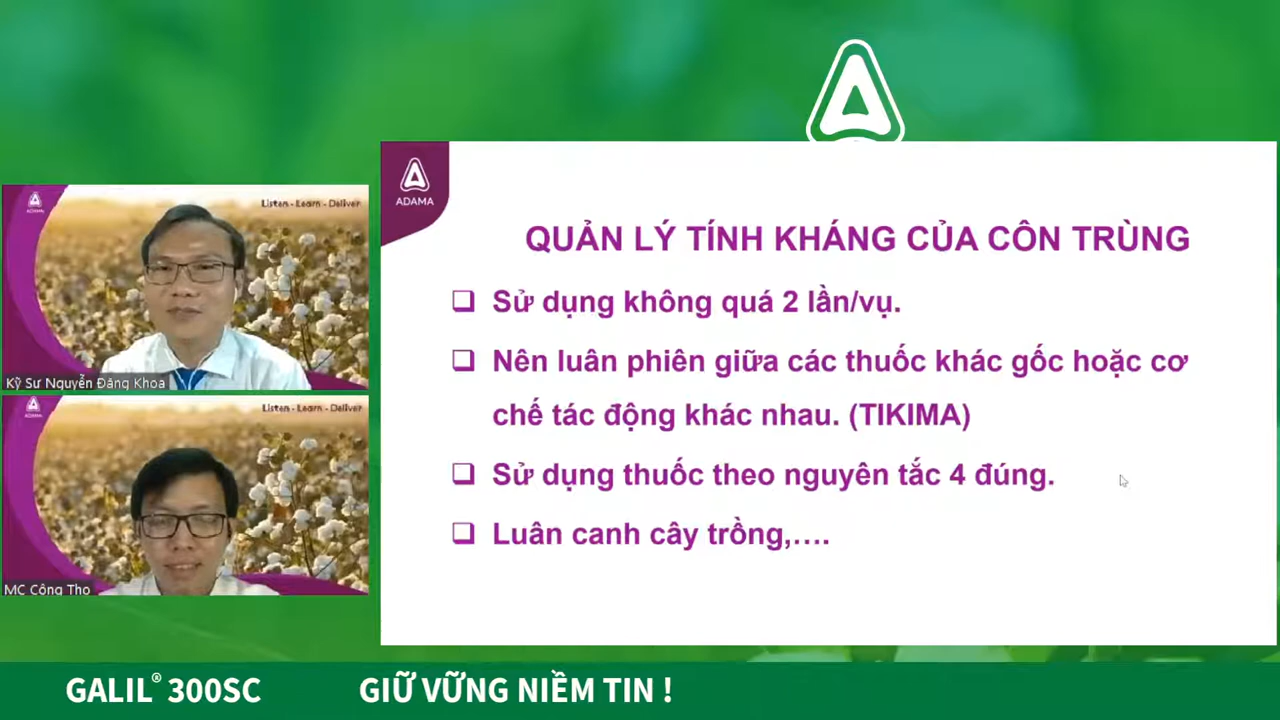 ADAMA
Listen - Learn - Deliver
Kỹ Sư Nguyễn Đăng Khoa
ADAMA
Listen - Learn - Deliver
MC Công Thọ
ADAMA
QUẢN LÝ TÍNH KHÁNG CỦA CÔN TRÙNG
Sử dụng không quá 2 lần/vụ.
Nên luân phiên giữa các thuốc khác gốc hoặc cơ
chế tác động khác nhau. (TIKIMA)
Sử dụng thuốc theo nguyên tắc 4 đúng.
Luân canh cây trồng,....
GALIL® 300SC
GIỮ VỮNG NIỀM TIN !